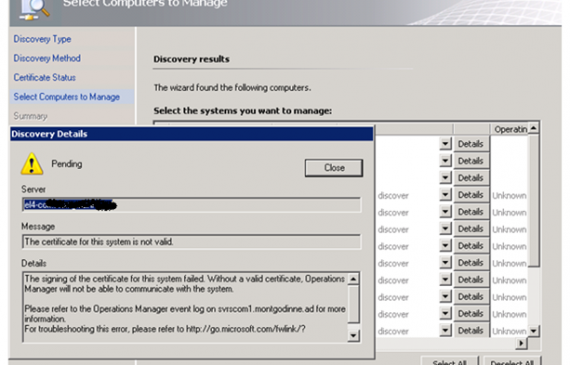 Select Computers to Manage
Discovery Type
Discovery Method
Certificate Status
Select Computers to Manage
Summary
Discovery results
The wizard found the following computers.
Select the systems you want to manage:
Operatin
Details
Details
Details
discover Details Unknown
discover Details Unknown
discover Details Unknown
discover Details Unknown
discover Details Unknown
discover Details Unknown
discover Details Unknown
discover Details Unknown
discover Details Unknown
Select All Deselect All
Discovery Details
Pending
Close
Server
Message
The certificate for this system is not valid.
Details
The signing of the certificate for this system failed. Without a valid certificate, Operations
Manager will not be able to communicate with the system.
Please refer to the Operations Manager event log on svrscom1.montgodinne.ad for more
information.
For troubleshooting this error, please refer to http://go.microsoft.com/fwlink/?